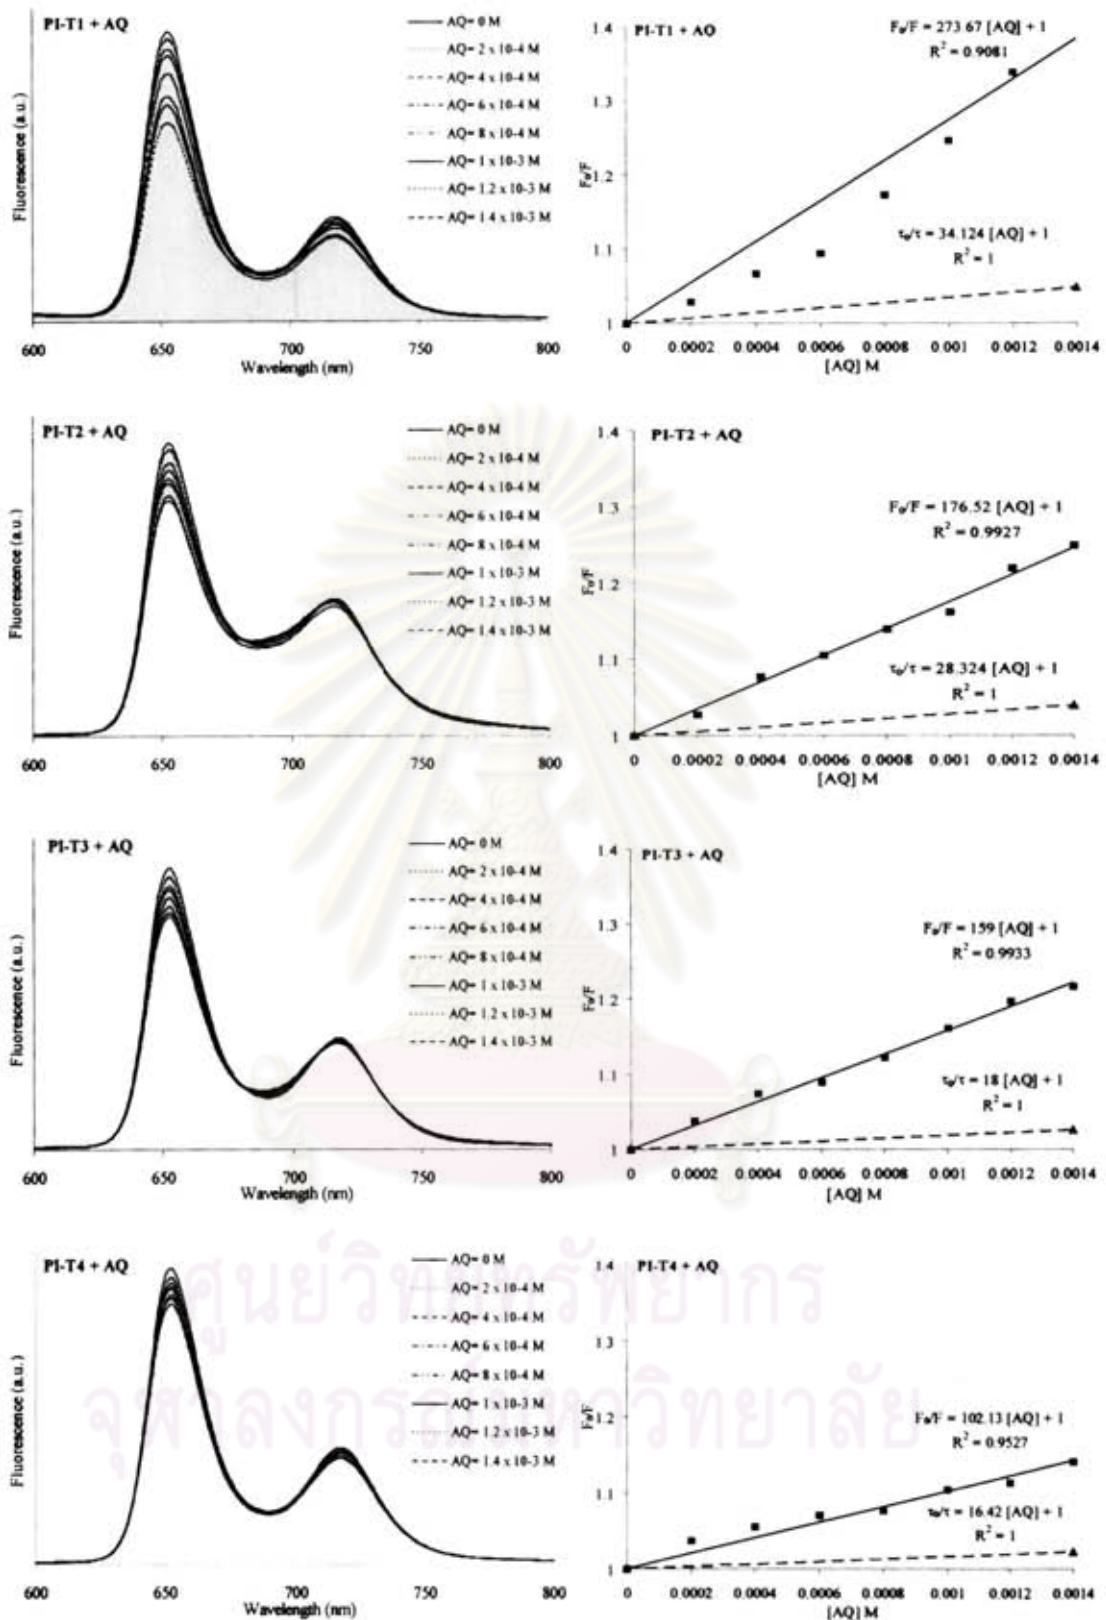 PI-T1 + AQ
AQ= 0 M
AQ= 2 x 10-4 M
AQ= 4 x 10-4 M
AQ= 6 x 10-4 M
AQ= 8 x 10-4 M
AQ= 1 x 10-3 M
AQ= 1.2 x 10-3 M
AQ= 1.4 x 10-3 M
Fluorescence (a.u.)
600 650 700 750 800
Wavelength (nm)
PI-T1 + AQ
F₀/F = 273.67 [AQ] + 1
R² = 0.9081
τ₀/τ = 34.124 [AQ] + 1
R² = 1
F₀/F
1.4
1.3
1.2
1.1
1
0 0.0002 0.0004 0.0006 0.0008 0.001 0.0012 0.0014
[AQ] M
PI-T2 + AQ
AQ= 0 M
AQ= 2 x 10-4 M
AQ= 4 x 10-4 M
AQ= 6 x 10-4 M
AQ= 8 x 10-4 M
AQ= 1 x 10-3 M
AQ= 1.2 x 10-3 M
AQ= 1.4 x 10-3 M
Fluorescence (a.u.)
600 650 700 750 800
Wavelength (nm)
PI-T2 + AQ
F₀/F = 176.52 [AQ] + 1
R² = 0.9927
τ₀/τ = 28.324 [AQ] + 1
R² = 1
F₀/F
1.4
1.3
1.2
1.1
1
0 0.0002 0.0004 0.0006 0.0008 0.001 0.0012 0.0014
[AQ] M
PI-T3 + AQ
AQ= 0 M
AQ= 2 x 10-4 M
AQ= 4 x 10-4 M
AQ= 6 x 10-4 M
AQ= 8 x 10-4 M
AQ= 1 x 10-3 M
AQ= 1.2 x 10-3 M
AQ= 1.4 x 10-3 M
Fluorescence (a.u.)
600 650 700 750 800
Wavelength (nm)
PI-T3 + AQ
F₀/F = 159 [AQ] + 1
R² = 0.9933
τ₀/τ = 18 [AQ] + 1
R² = 1
F₀/F
1.4
1.3
1.2
1.1
1
0 0.0002 0.0004 0.0006 0.0008 0.001 0.0012 0.0014
[AQ] M
PI-T4 + AQ
AQ= 0 M
AQ= 2 x 10-4 M
AQ= 4 x 10-4 M
AQ= 6 x 10-4 M
AQ= 8 x 10-4 M
AQ= 1 x 10-3 M
AQ= 1.2 x 10-3 M
AQ= 1.4 x 10-3 M
Fluorescence (a.u.)
600 650 700 750 800
Wavelength (nm)
PI-T4 + AQ
F₀/F = 102.13 [AQ] + 1
R² = 0.9527
τ₀/τ = 16.42 [AQ] + 1
R² = 1
F₀/F
1.4
1.3
1.2
1.1
1
0 0.0002 0.0004 0.0006 0.0008 0.001 0.0012 0.0014
[AQ] M
ศูนย์วิทยทรัพยากร
จุฬาลงกรณ์มหาวิทยาลัย